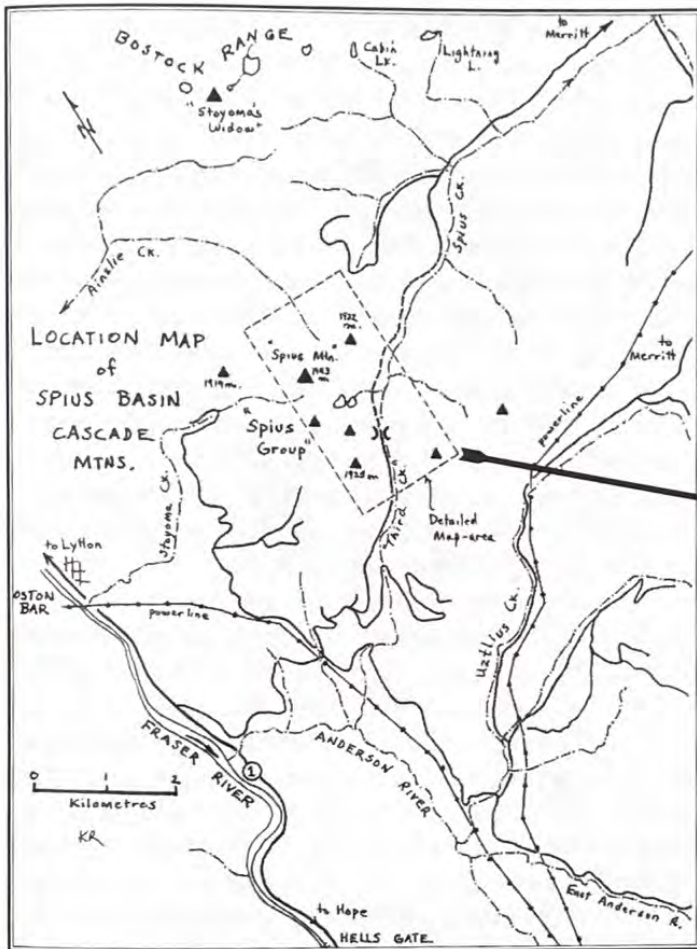 BOSTOCK RANGE
"Stoyoma's
Widow"
Cabin
Lk.
Lightning
L.
to
Merritt
N
Ainslie Ck.
Spius Ck.
LOCATION MAP
of
SPIUS BASIN
CASCADE
MTNS.
1919 m.
"Spius Mtn."
m.
"Spius
Group"
1925 m
Third Ck.
Detailed
Map-area
to
Merritt
powerline
Stoyoma Ck.
to Lytton
OSTON
BAR
powerline
Uztlius Ck.
FRASER RIVER
1
ANDERSON RIVER
0 1 2
Kilometres
KR
East Anderson R.
to Hope
HELLS GATE